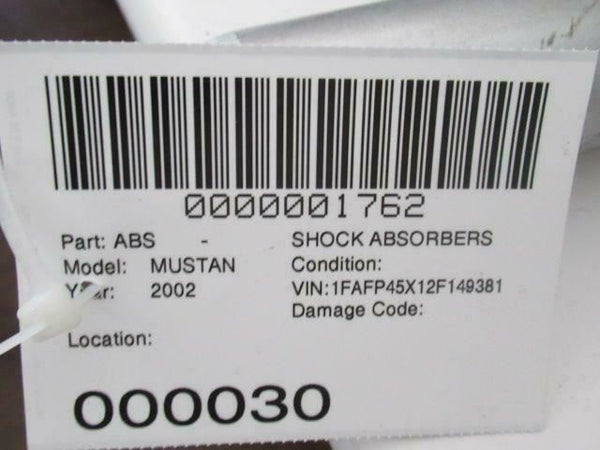 0000001762
Part: ABS - SHOCK ABSORBERS
Model: MUSTAN Condition:
Year: 2002 VIN:1FAFP45X12F149381
Damage Code:
Location:
000030